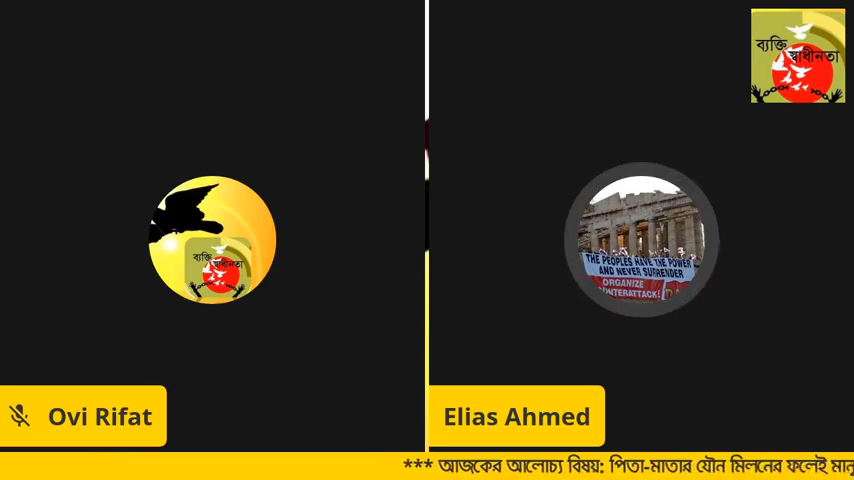 ব্যক্তি
স্বাধীনতা
ব্যক্তি
স্বাধীনতা
THE PEOPLES HAVE THE POWER
AND NEVER SURRENDER
ORGANIZE
Ovi Rifat
Elias Ahmed
*** আজকের আলোচ্য বিষয়: পিতা-মাতার যৌন মিলনের ফলেই